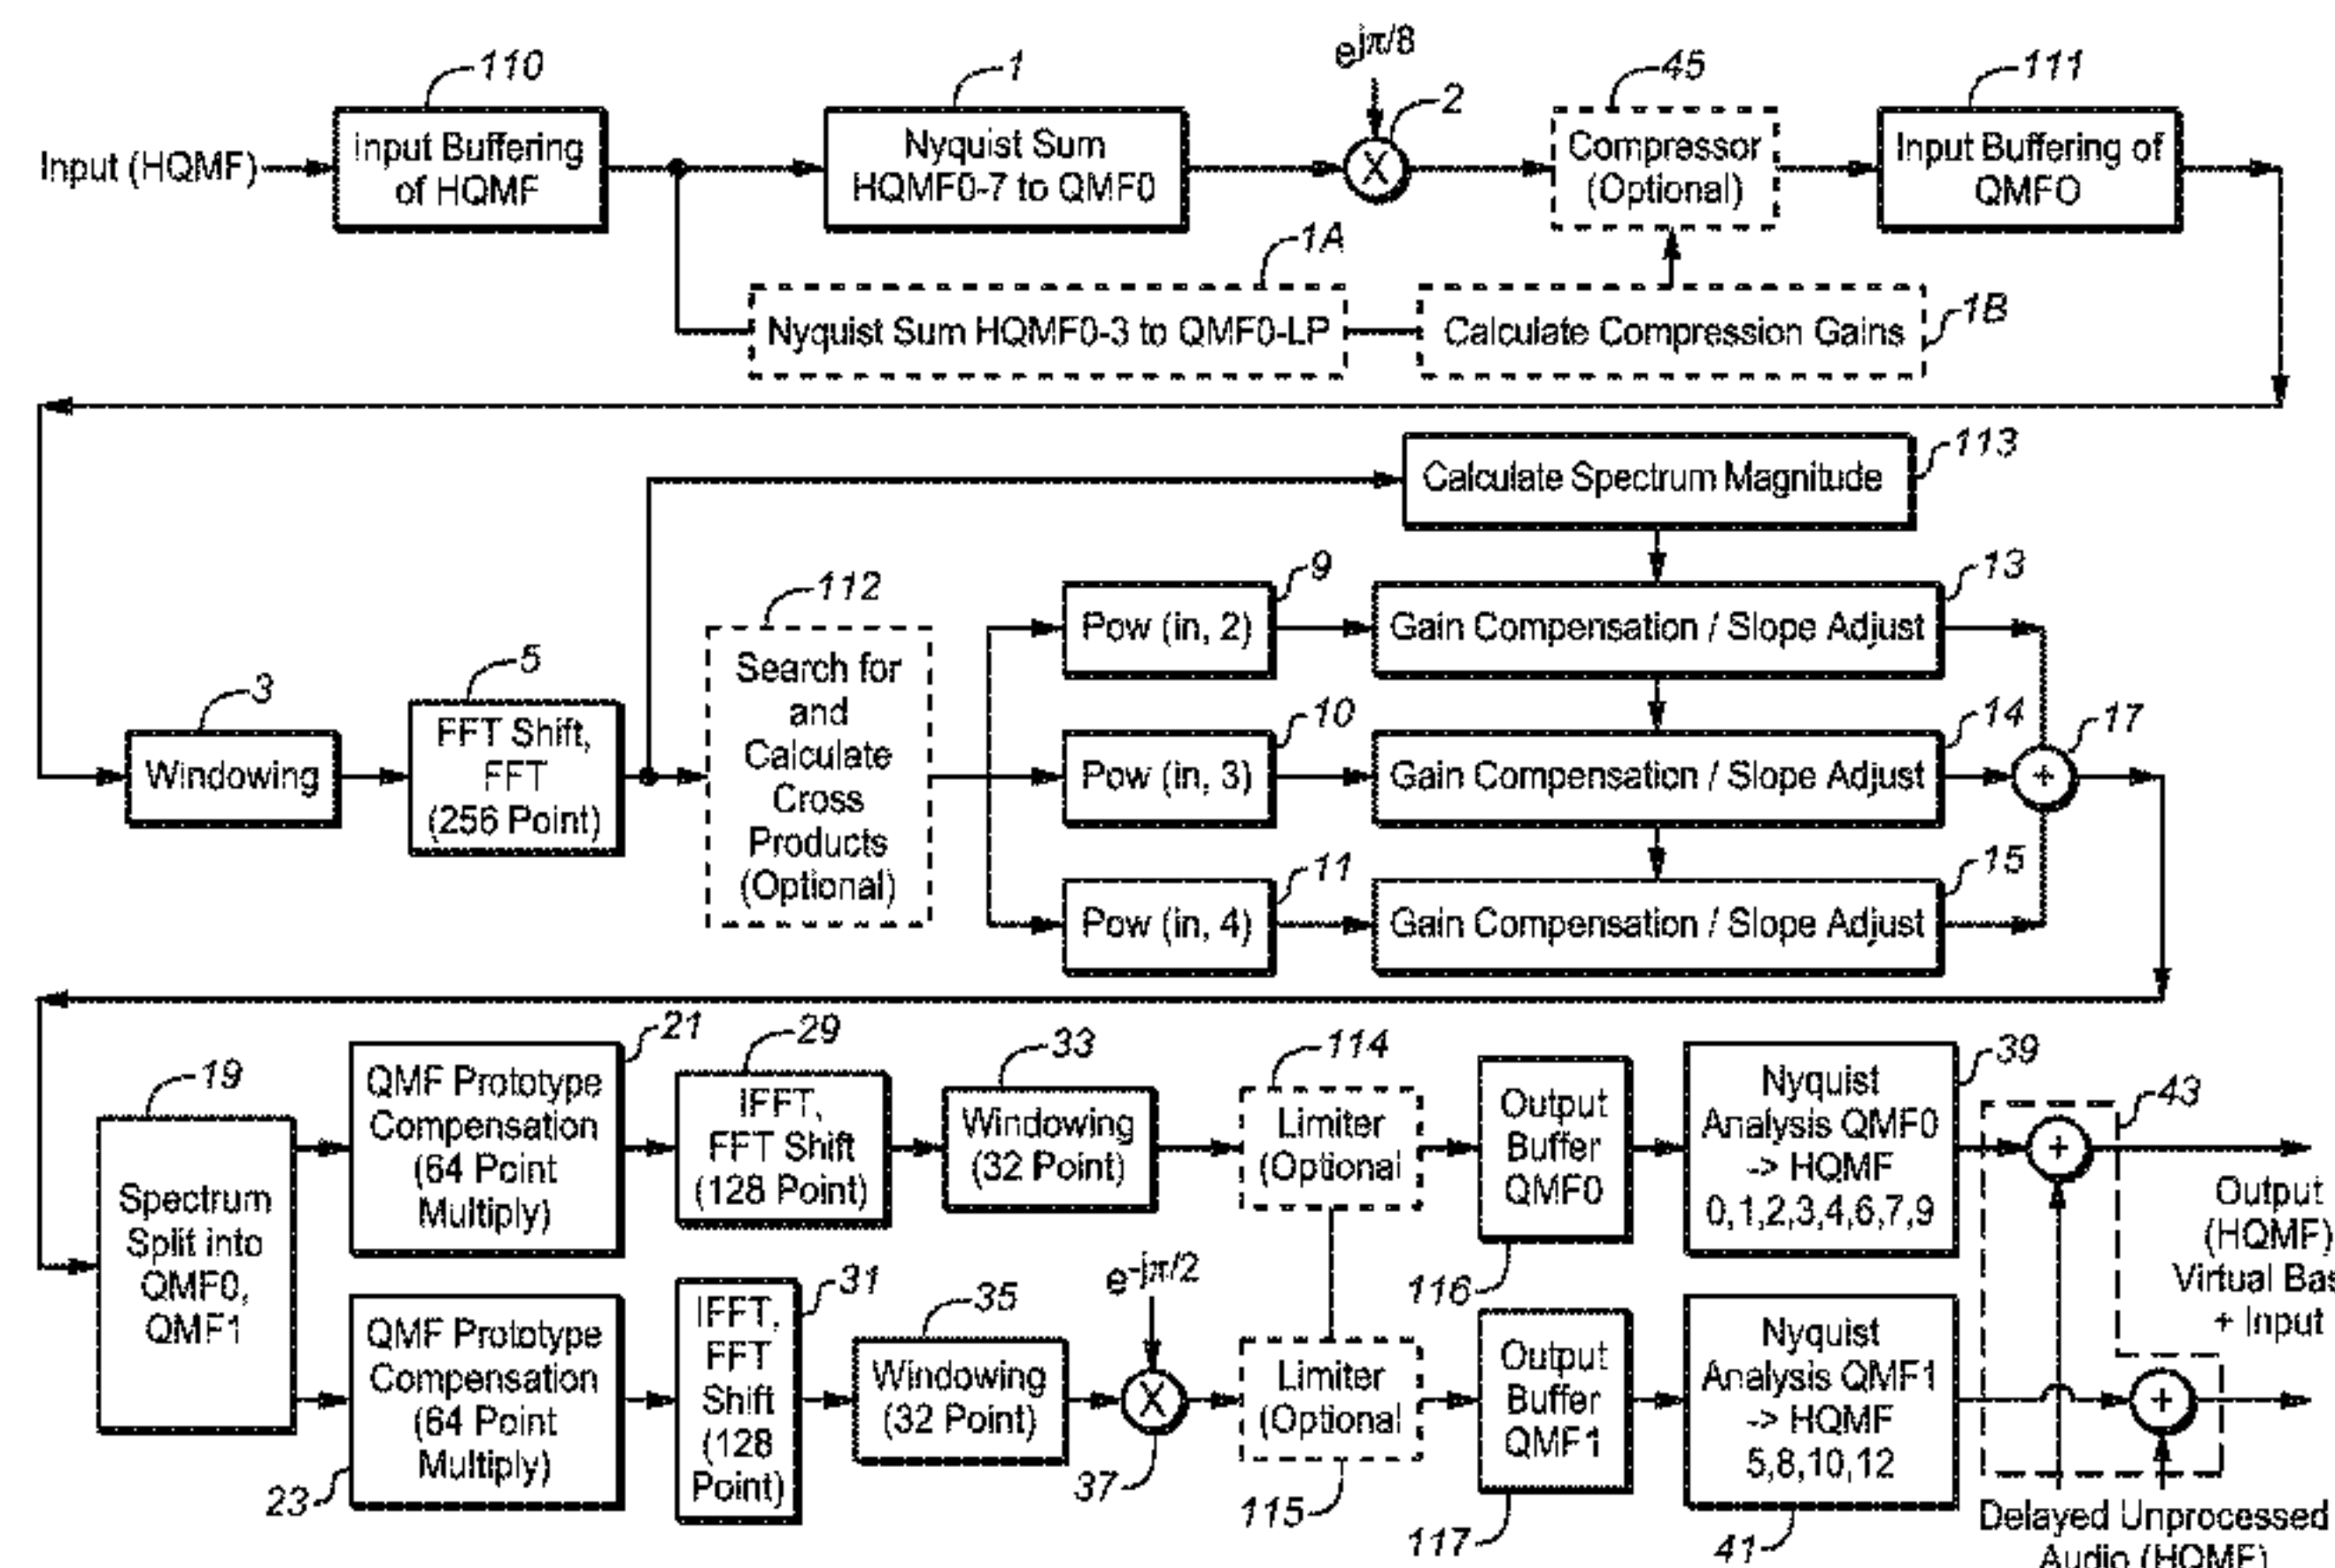 110
1
e^jπ/8
2
45
111
Input (HQMF)
Input Buffering
of HQMF
Nyquist Sum
HQMF0-7 to QMF0
X
Compressor
(Optional)
Input Buffering of
QMFO
1A
Nyquist Sum HQMF0-3 to QMF0-LP
Calculate Compression Gains
1B
Calculate Spectrum Magnitude
113
3
Windowing
5
FFT Shift,
FFT
(256 Point)
112
Search for
and
Calculate
Cross
Products
(Optional)
9
Pow (in, 2)
13
Gain Compensation / Slope Adjust
10
Pow (in, 3)
14
Gain Compensation / Slope Adjust
17
+
11
Pow (in, 4)
15
Gain Compensation / Slope Adjust
19
Spectrum
Split into
QMF0,
QMF1
21
QMF Prototype
Compensation
(64 Point
Multiply)
29
IFFT,
FFT Shift
(128 Point)
33
Windowing
(32 Point)
114
Limiter
(Optional
Output
Buffer
QMF0
116
39
Nyquist
Analysis QMF0
-> HQMF
0,1,2,3,4,6,7,9
43
+
Output
(HQMF)
Virtual Bas
+ Input
QMF Prototype
Compensation
(64 Point
Multiply)
23
31
IFFT,
FFT
Shift
(128
Point)
35
Windowing
(32 Point)
e^-jπ/2
X
37
Limiter
(Optional
115
Output
Buffer
QMF1
117
Nyquist
Analysis QMF1
-> HQMF
5,8,10,12
41
+
Delayed Unprocessed
Audio (HQMF)